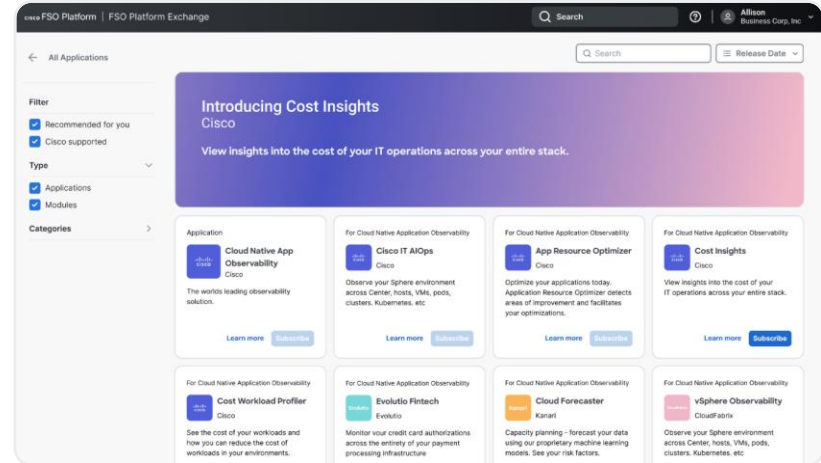 CISCO FSO Platform | FSO Platform Exchange
Search
Allison
Business Corp, Inc
All Applications
Search
Release Date
Filter
Recommended for you
Cisco supported
Type
Applications
Modules
Categories
Introducing Cost Insights
Cisco
View insights into the cost of your IT operations across your entire stack.
Application
CISCO
Cloud Native App
Observability
Cisco
The worlds leading observability
solution.
Learn more Subscribe
For Cloud Native Application Observability
CISCO
Cisco IT AIOps
Cisco
Observe your Sphere environment
across Center, hosts, VMs, pods,
clusters. Kubernetes. etc
Learn more Subscribe
For Cloud Native Application Observability
CISCO
App Resource Optimizer
Cisco
Optimize your applications today.
Application Resource Optimizer detects
areas of improvement and facilitates
your optimizations.
Learn more Subscribe
For Cloud Native Application Observability
CISCO
Cost Insights
Cisco
View insights into the cost of your
IT operations across your entire stack.
Learn more Subscribe
For Cloud Native Application Observability
CISCO
Cost Workload Profiler
Cisco
See the cost of your workloads and
how you can reduce the cost of
workloads in your environments.
For Cloud Native Application Observability
Evolutio
Evolutio Fintech
Evolutio
Monitor your credit card authorizations
across the entirety of your payment
processing infrastructure
For Cloud Native Application Observability
Kanari
Cloud Forecaster
Kanari
Capacity planning - forecast your data
using our proprietary machine learning
models. See your risk factors.
For Cloud Native Application Observability
vSphere Observability
CloudFabrix
Observe your Sphere environment
across Center, hosts, VMs, pods,
clusters. Kubernetes. etc